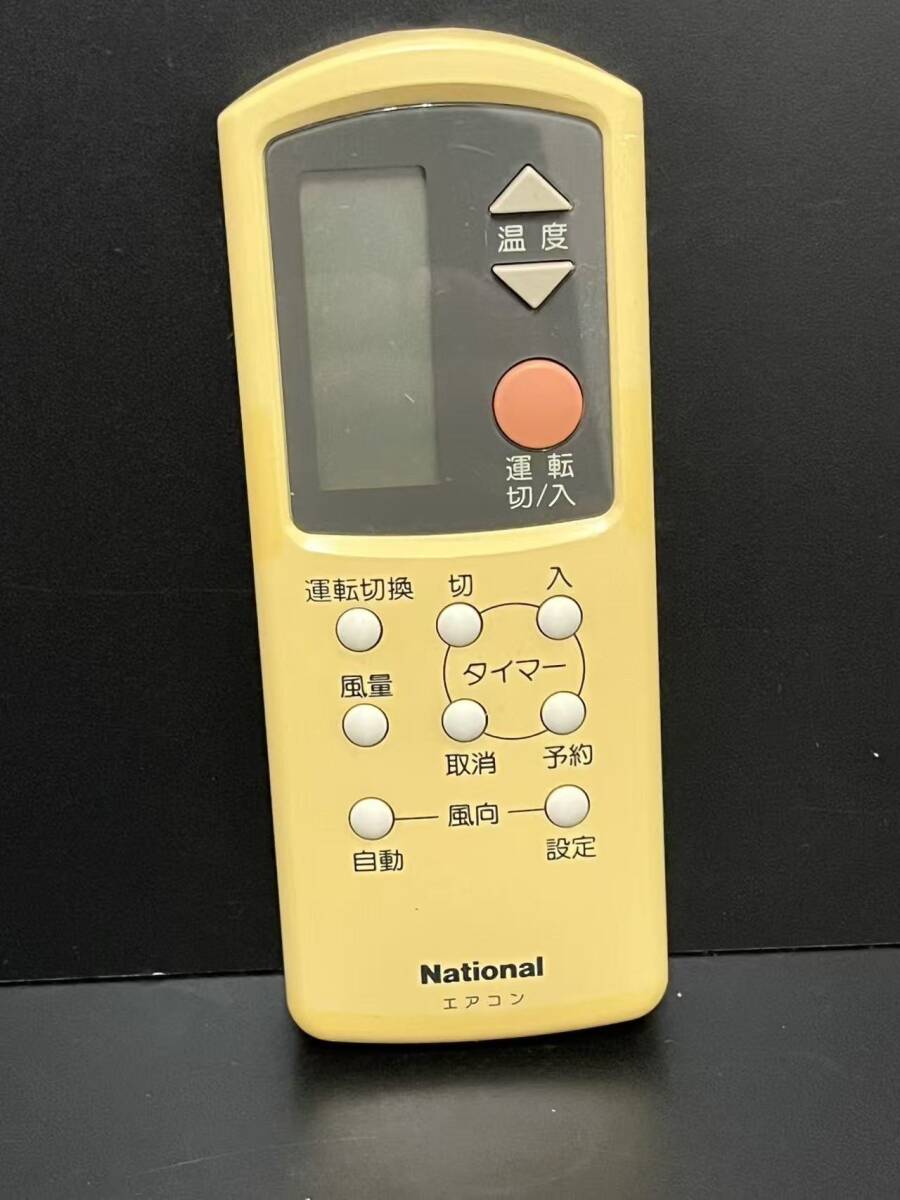 温度
運転
切/入
運転切換
切
入
風量
タイマー
取消
予約
風向
自動
設定
National
エアコン